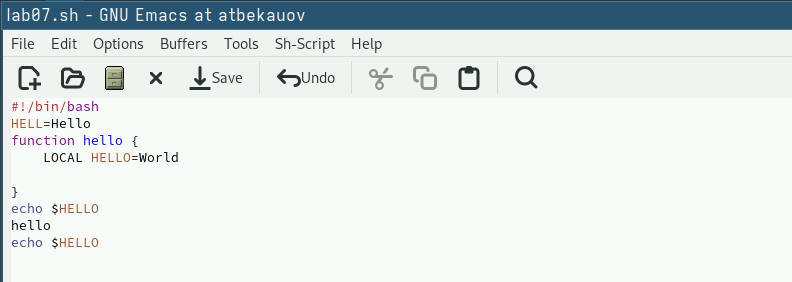 lab07.sh - GNU Emacs at atbekauov
File Edit Options Buffers Tools Sh-Script Help
Save Undo
#!/bin/bash
HELL=Hello
function hello {
    LOCAL HELLO=World
}
echo $HELLO
hello
echo $HELLO